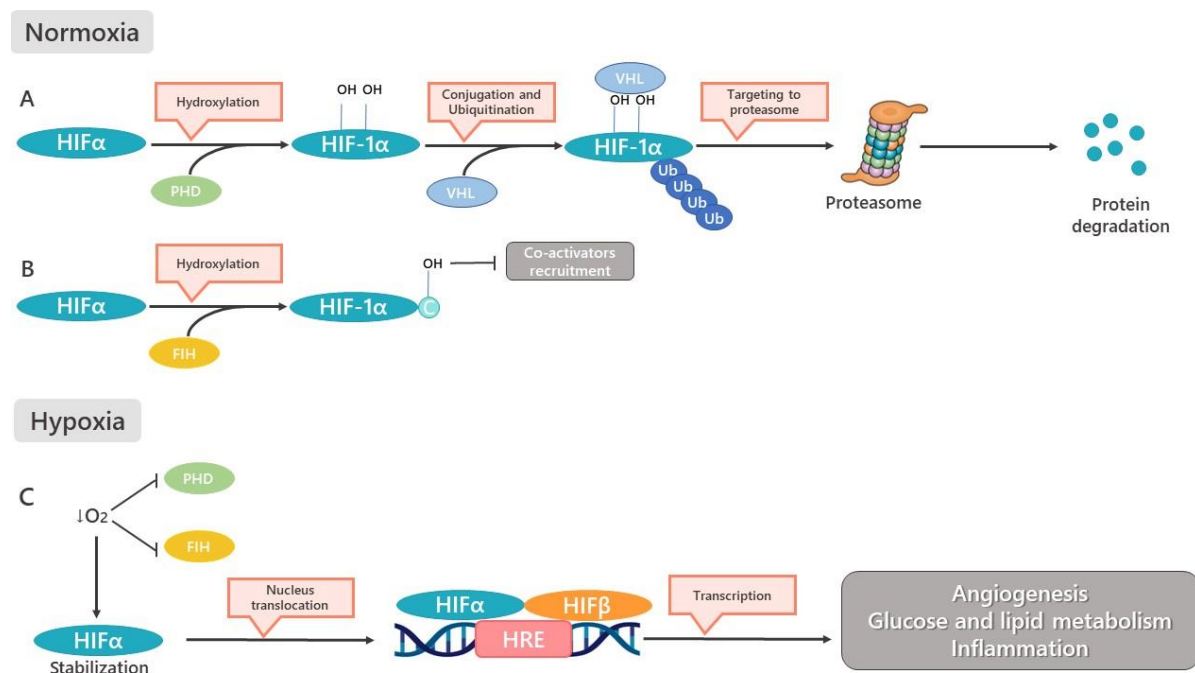 Normoxia
A
Hydroxylation
HIFα
PHD
OH OH
HIF-1α
Conjugation and
Ubiquitination
VHL
VHL
OH OH
HIF-1α
Ub
Ub
Ub
Ub
Targeting to
proteasome
Proteasome
Protein
degradation
B
Hydroxylation
HIFα
FIH
OH
HIF-1α
C
Co-activators
recruitment
Hypoxia
C
↓O2
PHD
FIH
HIFα
Stabilization
Nucleus
translocation
HIFα
HIFβ
HRE
Transcription
Angiogenesis
Glucose and lipid metabolism
Inflammation